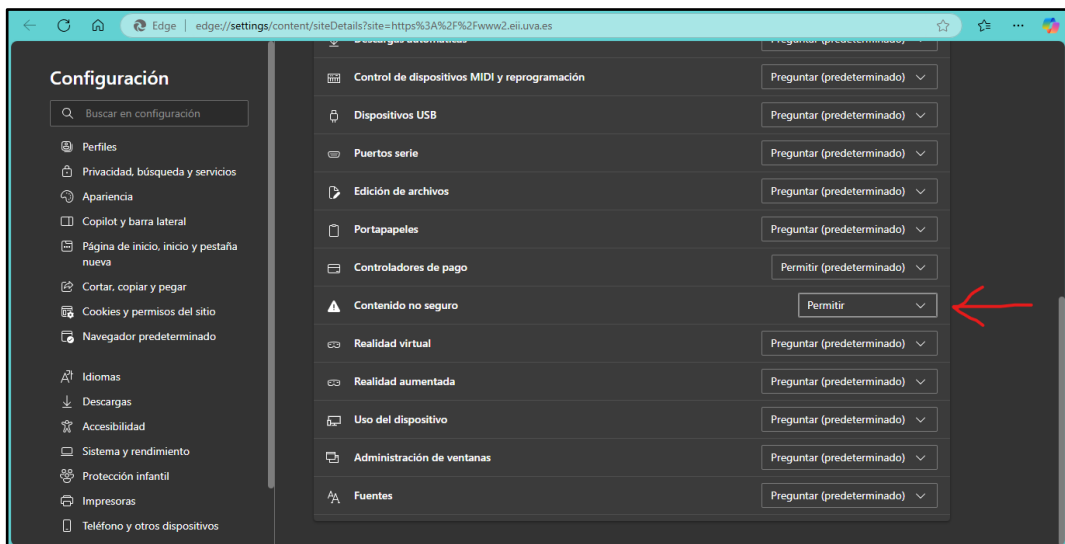 Edge | edge://settings/content/siteDetails?site=https%3A%2F%2Fwww2.eii.uva.es
Configuración
Buscar en configuración
Perfiles
Privacidad, búsqueda y servicios
Apariencia
Copilot y barra lateral
Página de inicio, inicio y pestaña
nueva
Cortar, copiar y pegar
Cookies y permisos del sitio
Navegador predeterminado
Idiomas
Descargas
Accesibilidad
Sistema y rendimiento
Protección infantil
Impresoras
Teléfono y otros dispositivos
Descargas automáticas Preguntar (predeterminado)
Control de dispositivos MIDI y reprogramación Preguntar (predeterminado)
Dispositivos USB Preguntar (predeterminado)
Puertos serie Preguntar (predeterminado)
Edición de archivos Preguntar (predeterminado)
Portapapeles Preguntar (predeterminado)
Controladores de pago Permitir (predeterminado)
Contenido no seguro Permitir
Realidad virtual Preguntar (predeterminado)
Realidad aumentada Preguntar (predeterminado)
Uso del dispositivo Preguntar (predeterminado)
Administración de ventanas Preguntar (predeterminado)
Fuentes Preguntar (predeterminado)